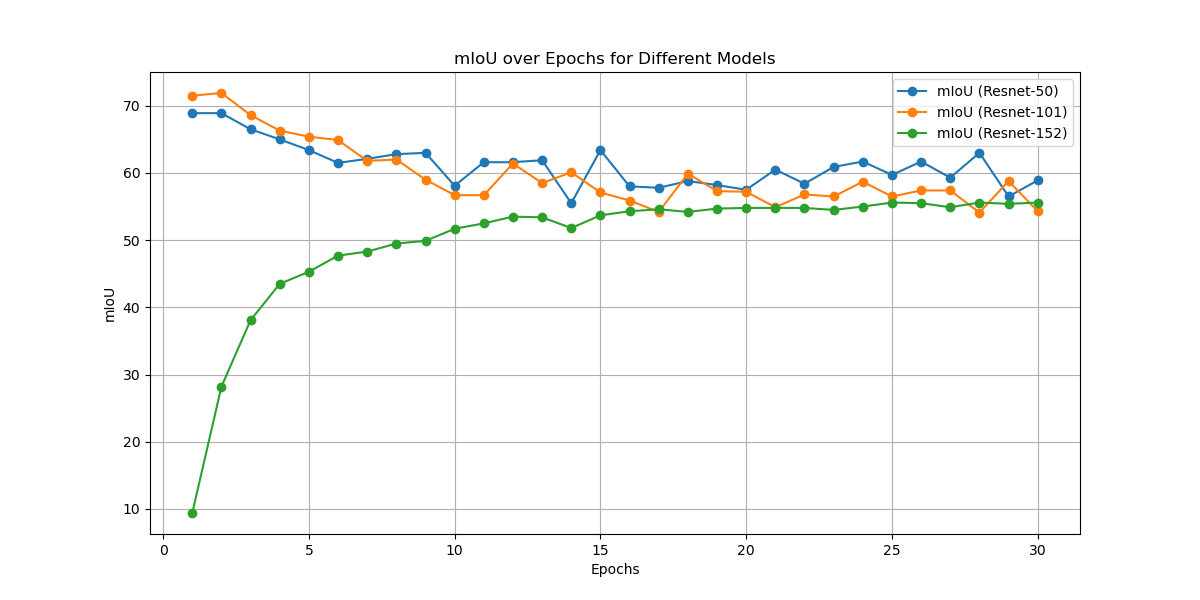 mIoU over Epochs for Different Models
mIoU (Resnet-50)
mIoU (Resnet-101)
mIoU (Resnet-152)
70
60
50
40
30
20
10
mIoU
0 5 10 15 20 25 30
Epochs